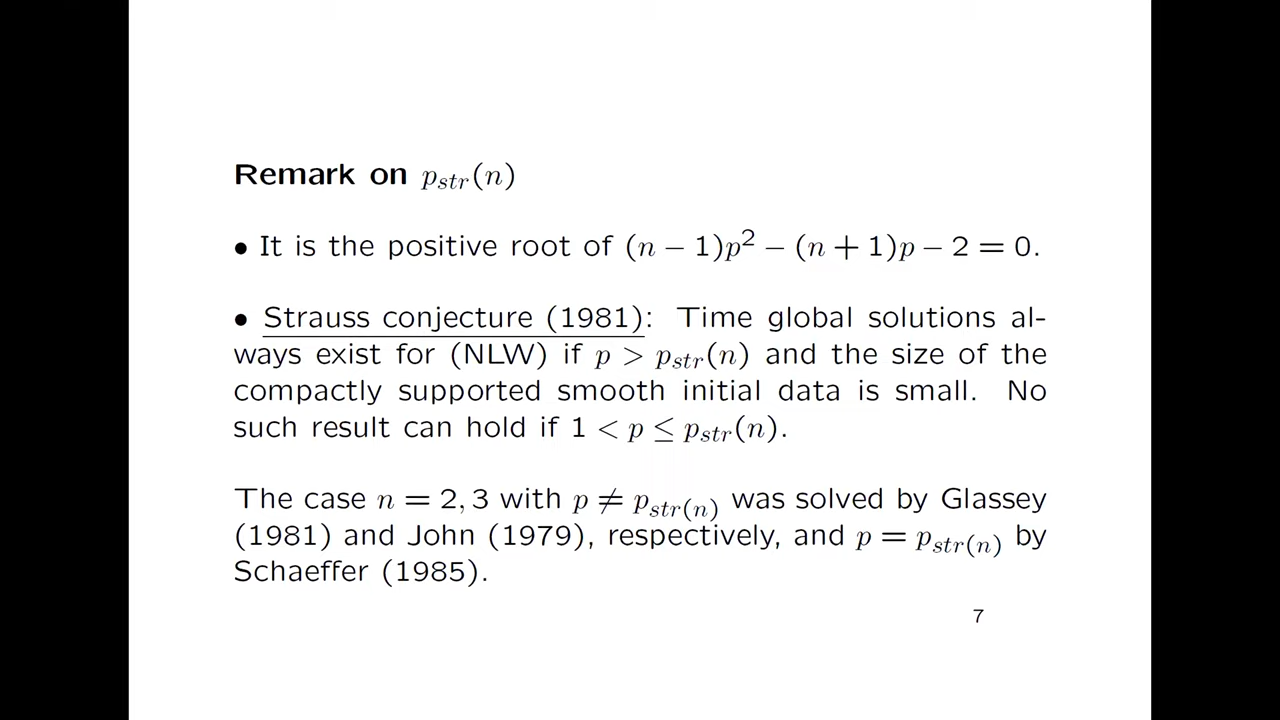 Remark on $p_{str}(n)$
• It is the positive root of $(n-1)p^2-(n+1)p-2=0$.
• Strauss conjecture (1981): Time global solutions al-
ways exist for (NLW) if $p>p_{str}(n)$ and the size of the
compactly supported smooth initial data is small. No
such result can hold if $1<p\leq p_{str}(n)$.
The case $n=2,3$ with $p\neq p_{str(n)}$ was solved by Glassey
(1981) and John (1979), respectively, and $p=p_{str(n)}$ by
Schaeffer (1985).
7